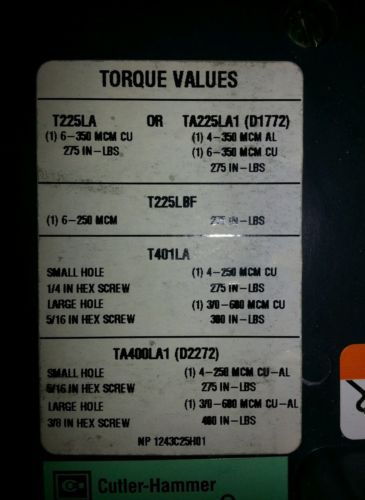 TORQUE VALUES
T225LA OR TA225LA1 (D1772)
(1) 6-350 MCM CU (1) 4-350 MCM AL
275 IN-LBS (1) 6-350 MCM CU
275 IN-LBS
T225LBF
(1) 6-250 MCM 275 IN-LBS
T401LA
SMALL HOLE (1) 4-250 MCM CU
1/4 IN HEX SCREW 275 IN-LBS
LARGE HOLE (1) 3/0-600 MCM CU
5/16 IN HEX SCREW 300 IN-LBS
TA400LA1 (D2272)
SMALL HOLE (1) 4-250 MCM CU-AL
5/16 IN HEX SCREW 275 IN-LBS
LARGE HOLE (1) 3/0-600 MCM CU-AL
3/8 IN HEX SCREW 400 IN-LBS
NP 1243C25H01
Cutler-Hammer